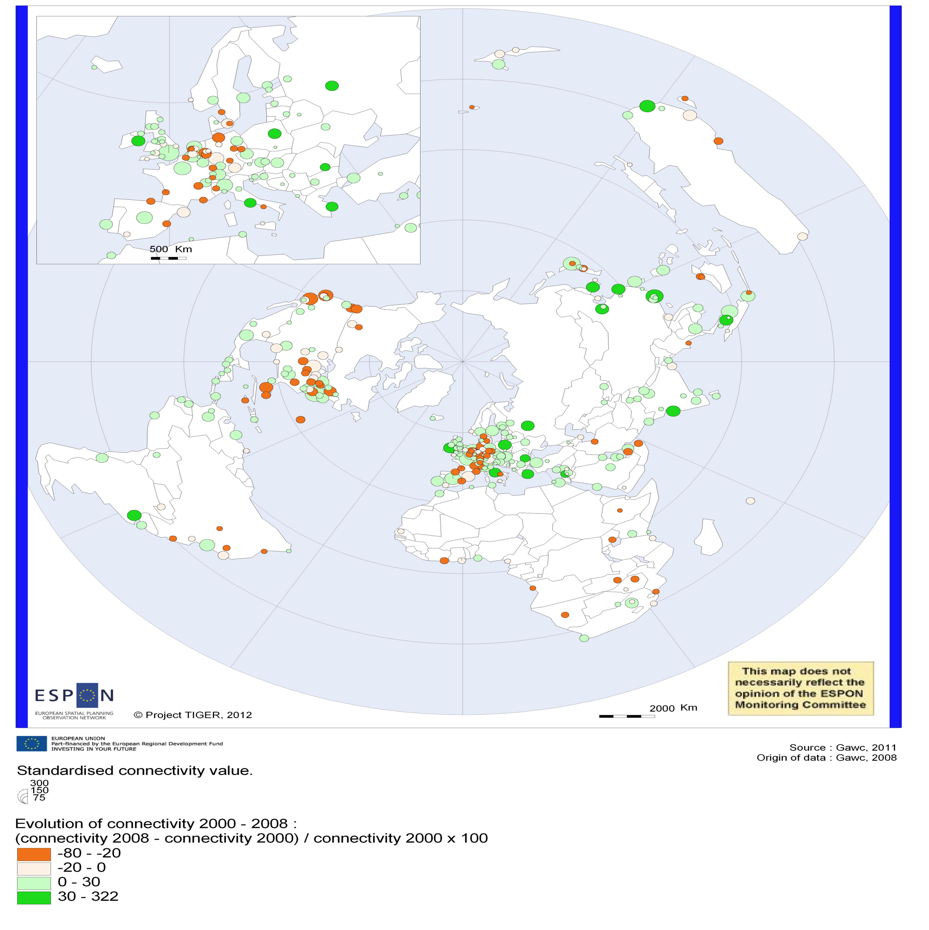 500 Km
ESPON
EUROPEAN SPATIAL PLANNING
OBSERVATION NETWORK
© Project TIGER, 2012
2000 Km
This map does not
necessarily reflect the
opinion of the ESPON
Monitoring Committee
EUROPEAN UNION
Part-financed by the European Regional Development Fund
INVESTING IN YOUR FUTURE
Source : Gawc, 2011
Origin of data : Gawc, 2008
Standardised connectivity value.
300
150
75
Evolution of connectivity 2000 - 2008 :
(connectivity 2008 - connectivity 2000) / connectivity 2000 x 100
-80 - -20
-20 - 0
0 - 30
30 - 322